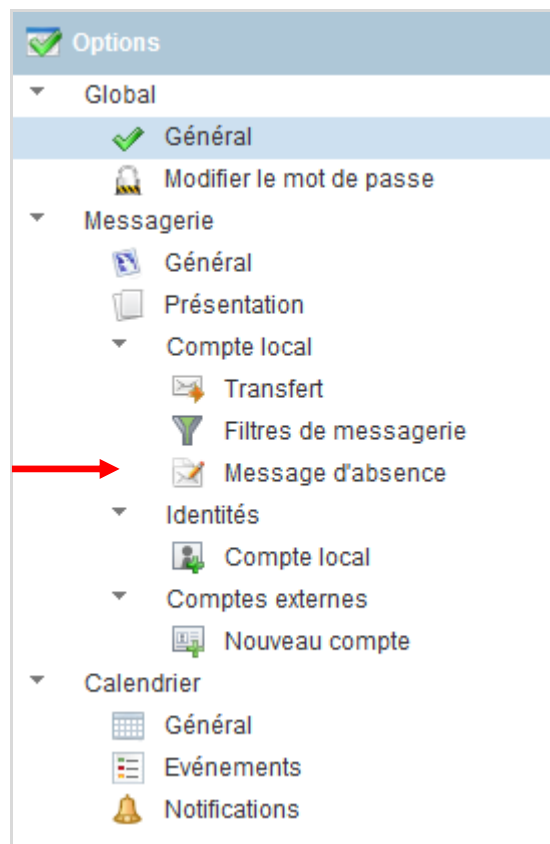 Options
Global
Général
Modifier le mot de passe
Messagerie
Général
Présentation
Compte local
Transfert
Filtres de messagerie
Message d'absence
Identités
Compte local
Comptes externes
Nouveau compte
Calendrier
Général
Evénements
Notifications